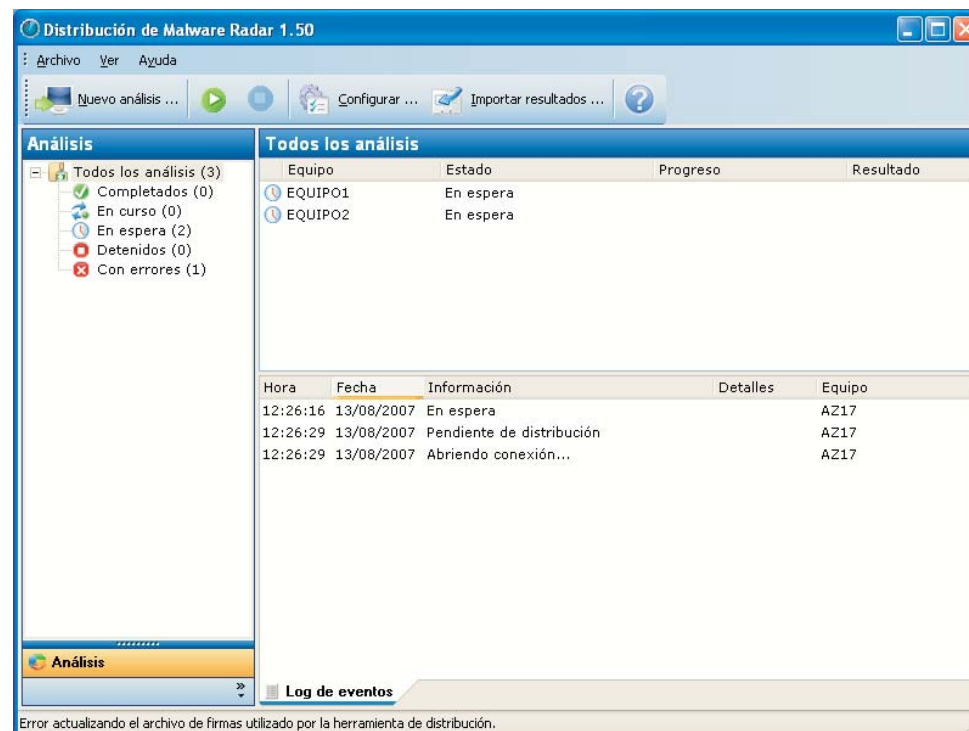 Distribución de Malware Radar 1.50
Archivo Ver Ayuda
Nuevo análisis ... Configurar ... Importar resultados ...
Análisis
Todos los análisis (3)
Completados (0)
En curso (0)
En espera (2)
Detenidos (0)
Con errores (1)
Todos los análisis
Equipo Estado Progreso Resultado
EQUIPO1 En espera
EQUIPO2 En espera
Hora Fecha Información Detalles Equipo
12:26:16 13/08/2007 En espera AZ17
12:26:29 13/08/2007 Pendiente de distribución AZ17
12:26:29 13/08/2007 Abriendo conexión... AZ17
Análisis
Log de eventos
Error actualizando el archivo de firmas utilizado por la herramienta de distribución.